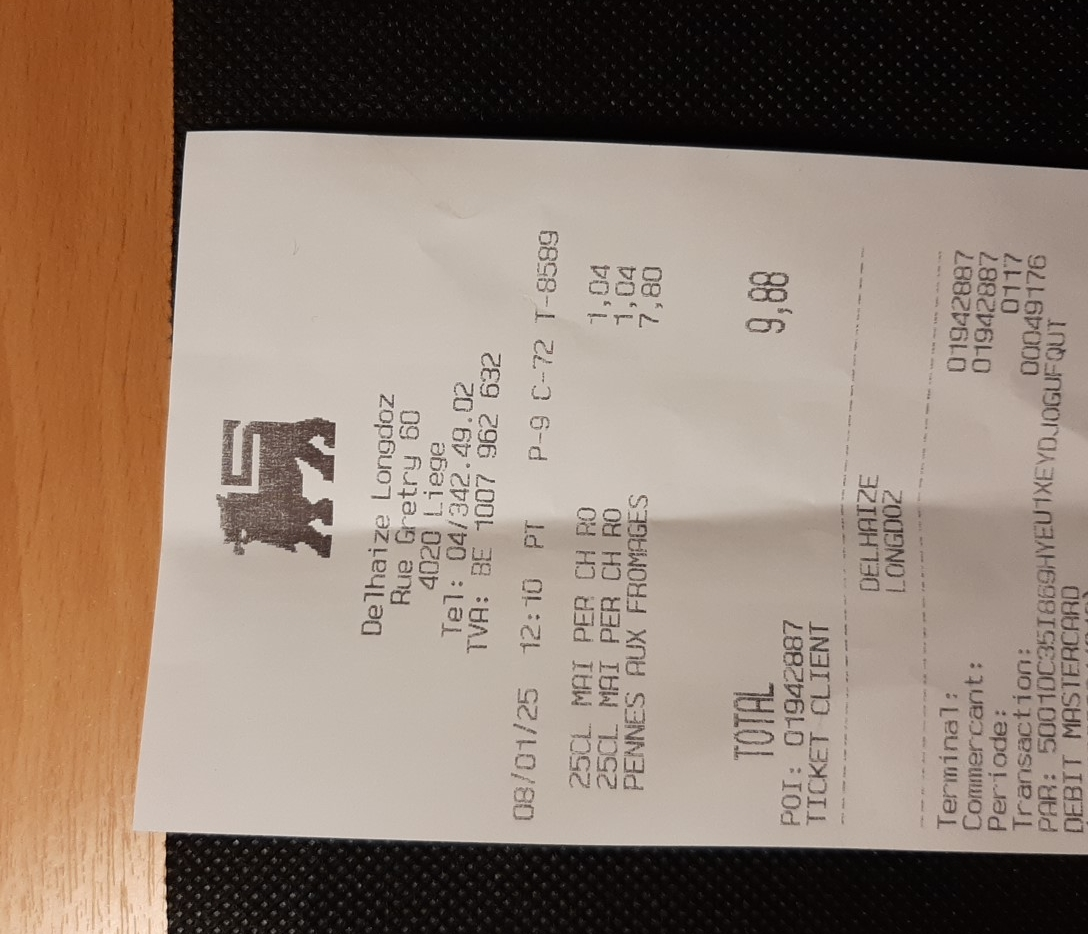 Delhaize Longdoz
Rue Gretry 60
4020 Liege
Tel: 04/342.49.02
TVA: BE 1007 962 632
08/01/25 12:10 PT P-9 C-72 T-8589
25CL MAI PER CH RO 1,04
25CL MAI PER CH RO 1,04
PENNES AUX FROMAGES 7,80
TOTAL 9,88
POI: 01942887
TICKET CLIENT
DELHAIZE
LONGDOZ
Terminal: 01942887
Commercant: 01942887
Periode: 0117
Transaction: 00049176
PAR: 5001OC35I869HYEU1XEYDJOGUFQUT
DEBIT MASTERCARD